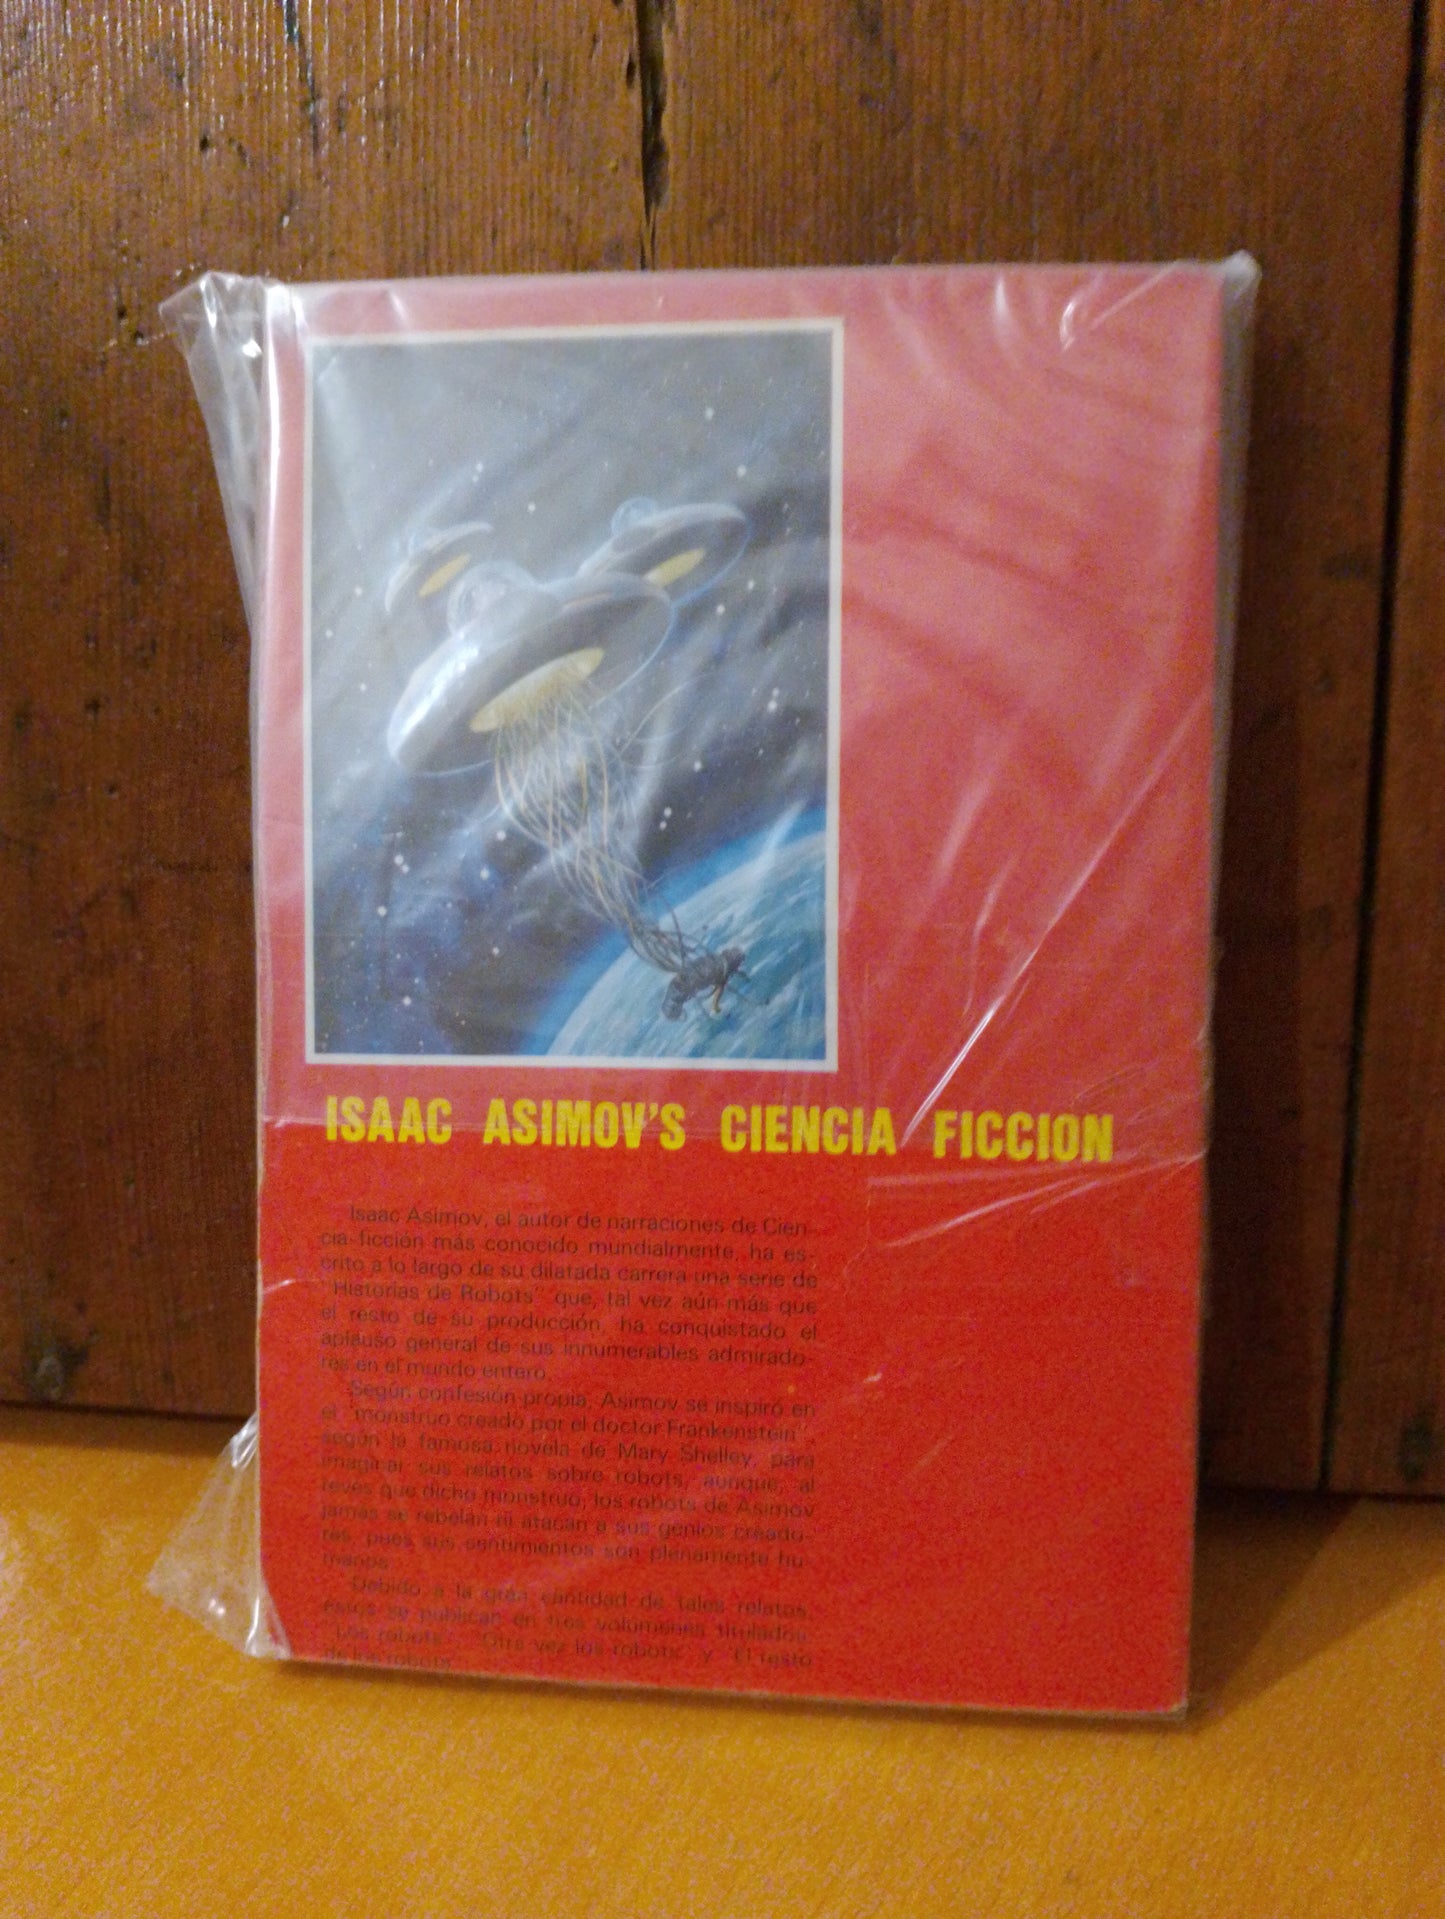 ISAAC ASIMOV'S CIENCIA FICCION
Isaac Asimov, el autor de narraciones de Cien-
cia-ficción más conocido mundialmente, ha es-
crito a lo largo de su dilatada carrera una serie de
"Historias de Robots" que, tal vez aún más que
el resto de su producción, ha conquistado el
aplauso general de sus innumerables admirado-
res en el mundo entero.
Según confesión propia, Asimov se inspiró en
el "monstruo creado por el doctor Frankenstein",
según la famosa novela de Mary Shelley, para
imaginar sus relatos sobre robots, aunque, al
revés que dicho monstruo, los robots de Asimov
jamás se rebelan ni atacan a sus genios creado-
res, pues sus sentimientos son plenamente hu-
manos.
Debido a la gran cantidad de tales relatos,
éstos se publican en tres volúmenes titulados
"Los robots", "Otra vez los robots" y "El resto
de los robots".